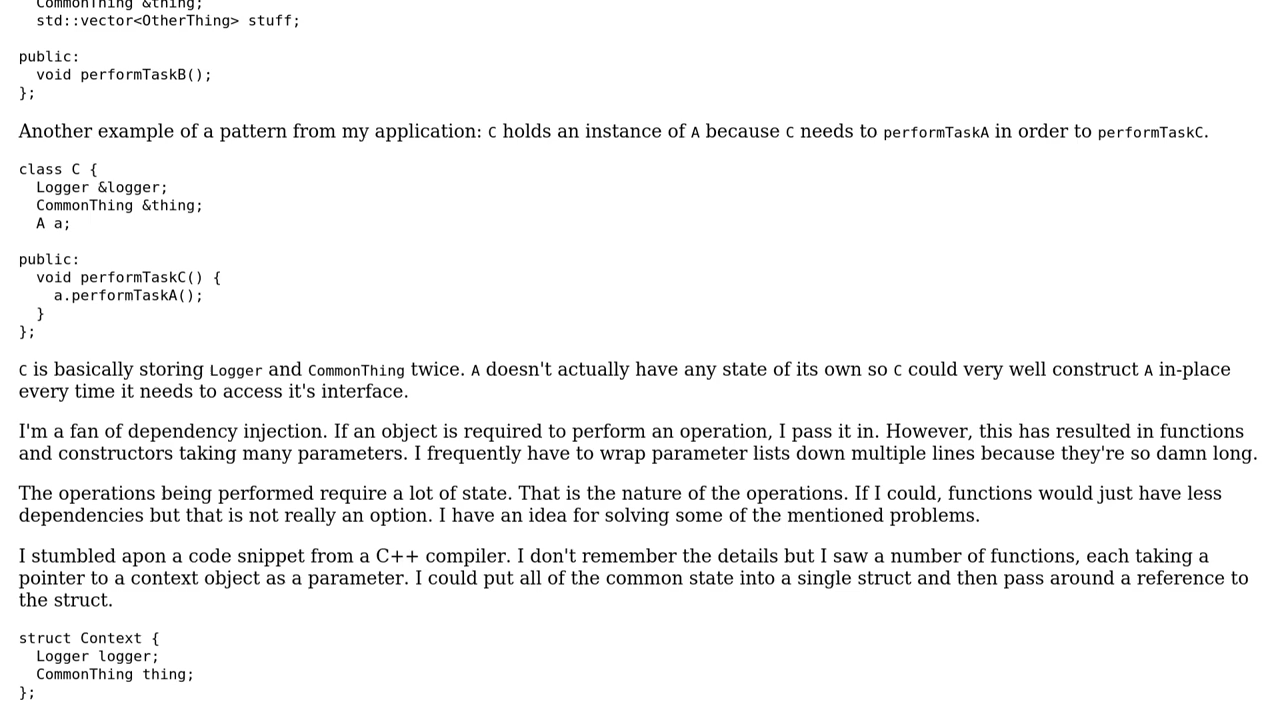 CommonThing &thing;
std::vector<OtherThing> stuff;
public:
void performTaskB();
};
Another example of a pattern from my application: C holds an instance of A because C needs to performTaskA in order to performTaskC.
class C {
Logger &logger;
CommonThing &thing;
A a;
public:
void performTaskC() {
a.performTaskA();
}
};
C is basically storing Logger and CommonThing twice. A doesn't actually have any state of its own so C could very well construct A in-place
every time it needs to access it's interface.
I'm a fan of dependency injection. If an object is required to perform an operation, I pass it in. However, this has resulted in functions
and constructors taking many parameters. I frequently have to wrap parameter lists down multiple lines because they're so damn long.
The operations being performed require a lot of state. That is the nature of the operations. If I could, functions would just have less
dependencies but that is not really an option. I have an idea for solving some of the mentioned problems.
I stumbled apon a code snippet from a C++ compiler. I don't remember the details but I saw a number of functions, each taking a
pointer to a context object as a parameter. I could put all of the common state into a single struct and then pass around a reference to
the struct.
struct Context {
Logger logger;
CommonThing thing;
};